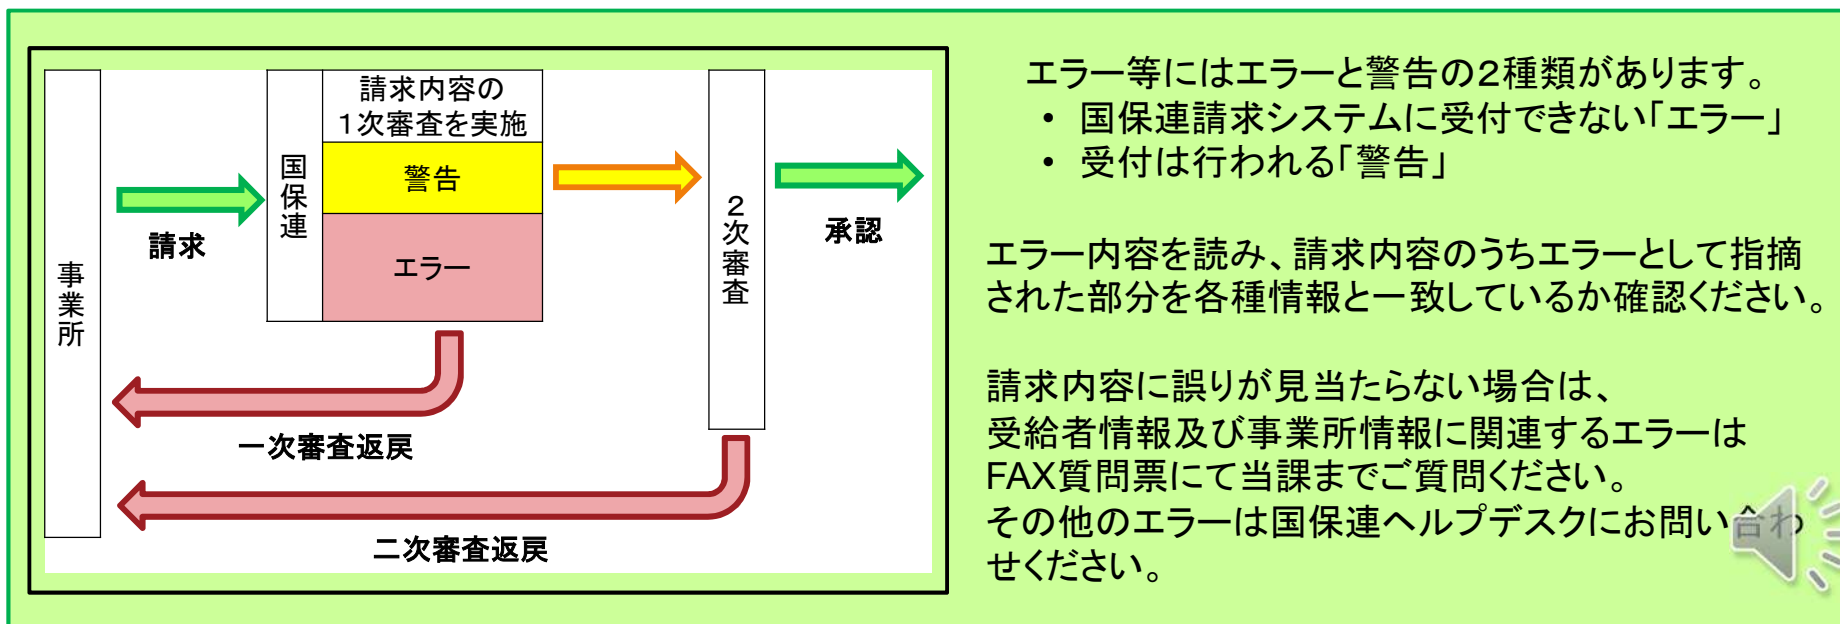 事業所
請求
国保連
請求内容の
1次審査を実施
警告
エラー
2次審査
承認
一次審査返戻
二次審査返戻
エラー等にはエラーと警告の2種類があります。
• 国保連請求システムに受付できない「エラー」
• 受付は行われる「警告」
エラー内容を読み、請求内容のうちエラーとして指摘
された部分を各種情報と一致しているか確認ください。
請求内容に誤りが見当たらない場合は、
受給者情報及び事業所情報に関連するエラーは
FAX質問票にて当課までご質問ください。
その他のエラーは国保連ヘルプデスクにお問い合わ
せください。